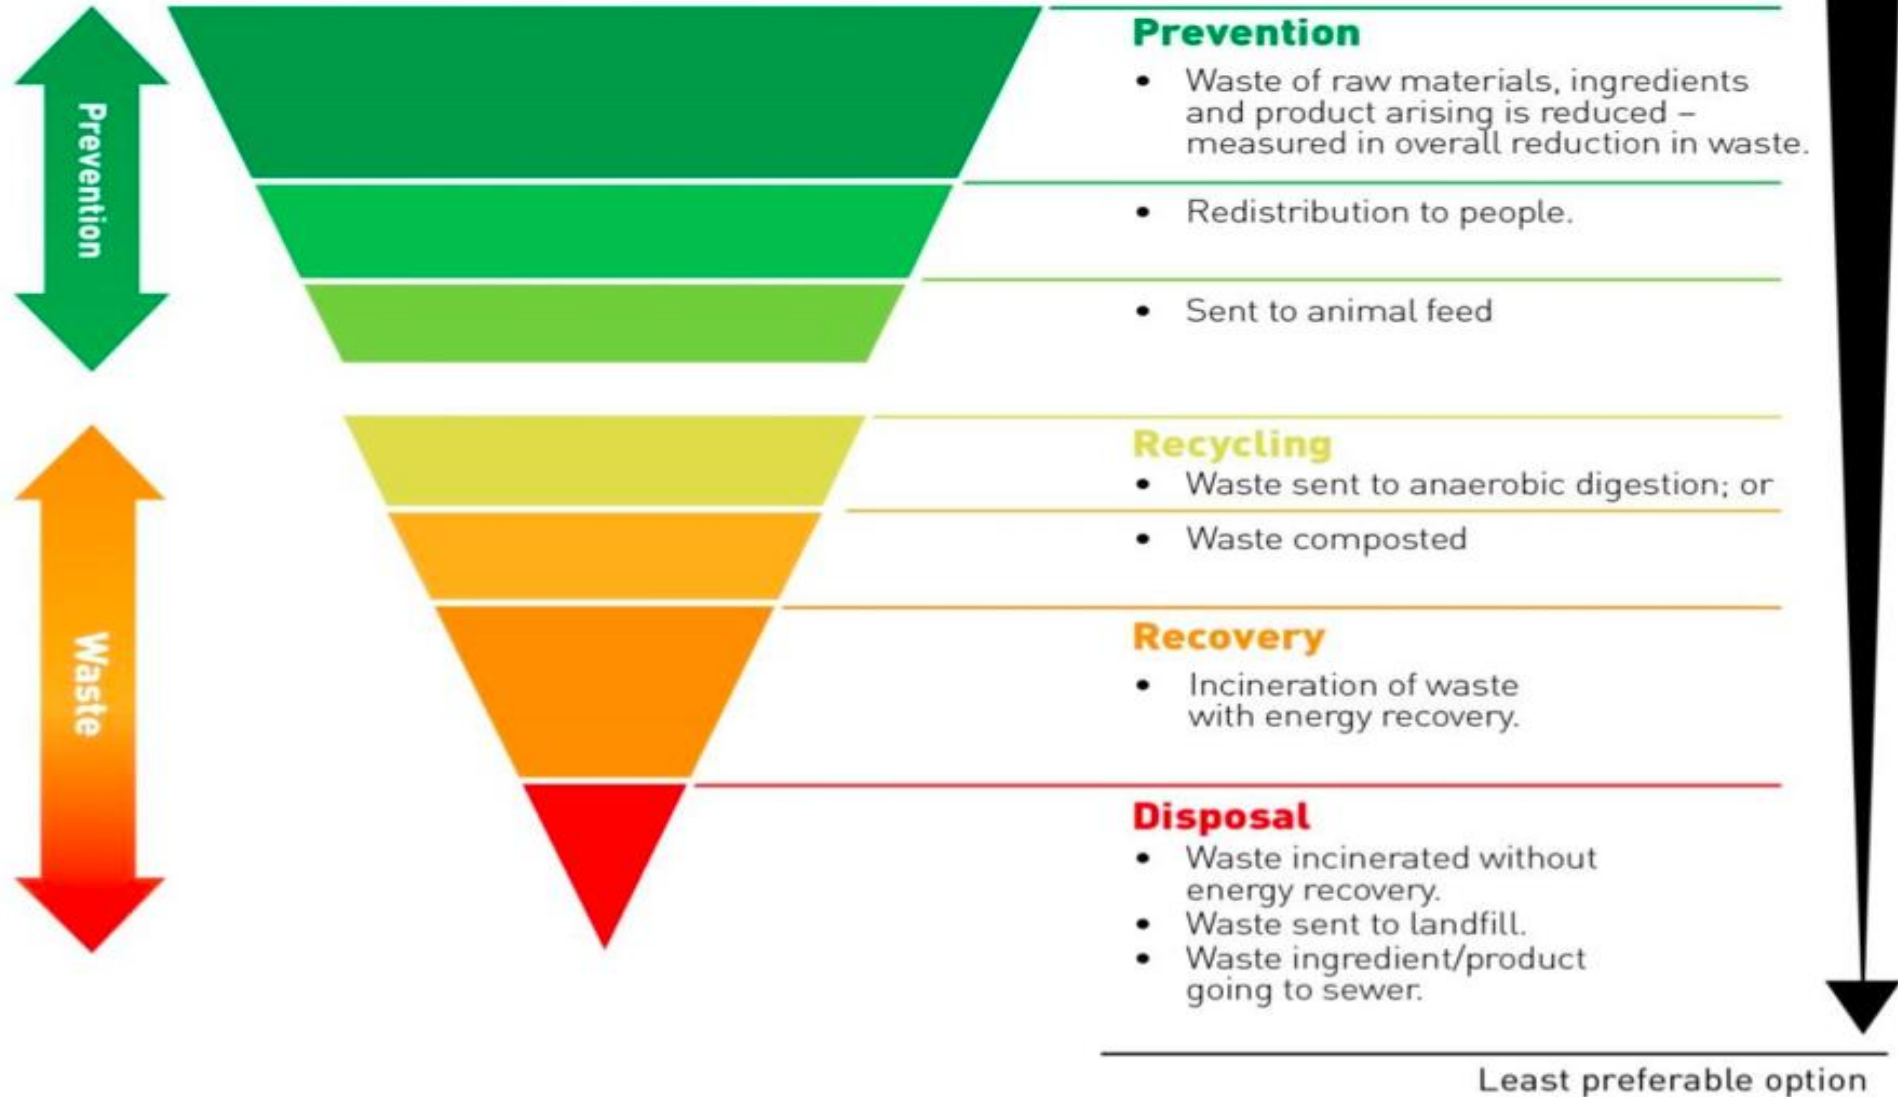 Prevention
Prevention
• Waste of raw materials, ingredients
and product arising is reduced –
measured in overall reduction in waste.
• Redistribution to people.
• Sent to animal feed
Waste
Recycling
• Waste sent to anaerobic digestion; or
• Waste composted
Recovery
• Incineration of waste
with energy recovery.
Disposal
• Waste incinerated without
energy recovery.
• Waste sent to landfill.
• Waste ingredient/product
going to sewer.
Least preferable option